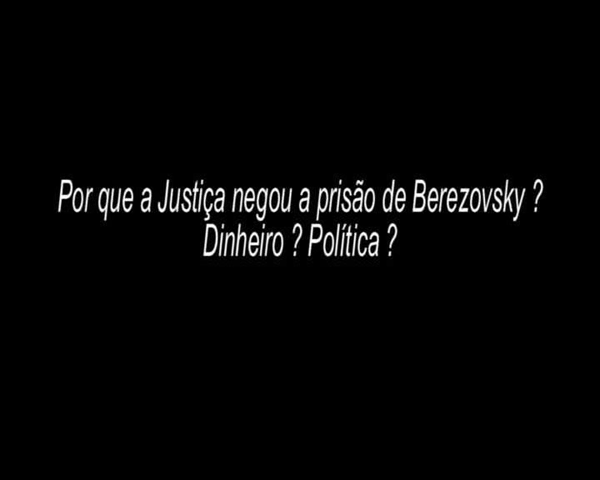 Por que a Justiça negou a prisão de Berezovsky ?
Dinheiro ? Política ?